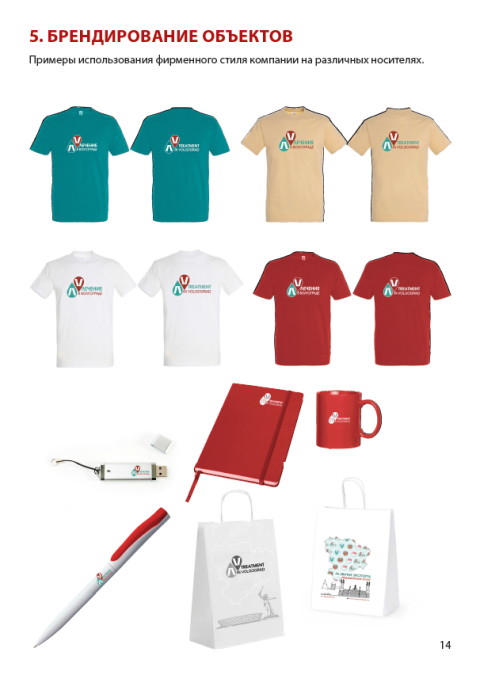 5. БРЕНДИРОВАНИЕ ОБЪЕКТОВ
Примеры использования фирменного стиля компании на различных носителях.
ЛЕЧЕНИЕ
В ВОЛГОГРАДЕ
TREATMENT
IN VOLGOGRAD
ЛЕЧЕНИЕ
В ВОЛГОГРАДЕ
TREATMENT
IN VOLGOGRAD
ЛЕЧЕНИЕ
В ВОЛГОГРАДЕ
TREATMENT
IN VOLGOGRAD
ЛЕЧЕНИЕ
В ВОЛГОГРАДЕ
TREATMENT
IN VOLGOGRAD
TREATMENT
IN VOLGOGRAD
14